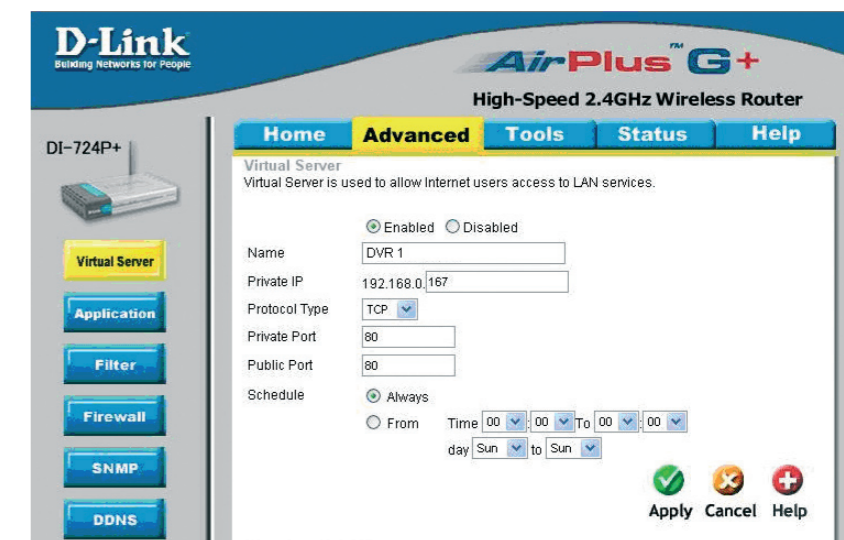 D-Link
Building Networks for People
AirPlus™ G+
High-Speed 2.4GHz Wireless Router
DI-724P+
Home Advanced Tools Status Help
Virtual Server
Virtual Server is used to allow Internet users access to LAN services.
Enabled Disabled
Name DVR 1
Private IP 192.168.0. 167
Protocol Type TCP
Private Port 80
Public Port 80
Schedule Always
From Time 00 : 00 To 00 : 00
day Sun to Sun
Apply Cancel Help
Virtual Server
Application
Filter
Firewall
SNMP
DDNS